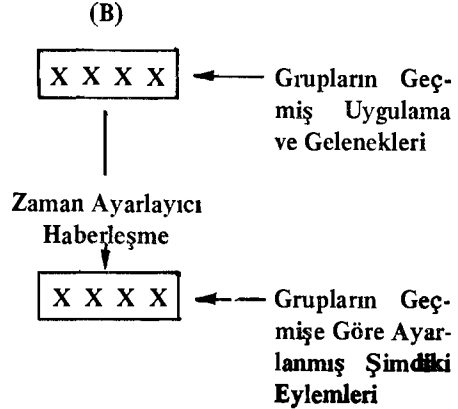 (B)
X X X X
Grupların Geç-
miş Uygulama
ve Gelenekleri
Zaman Ayarlayıcı
Haberleşme
X X X X
Grupların Geç-
mişe Göre Ayar-
lanmış Şimdiki
Eylemleri